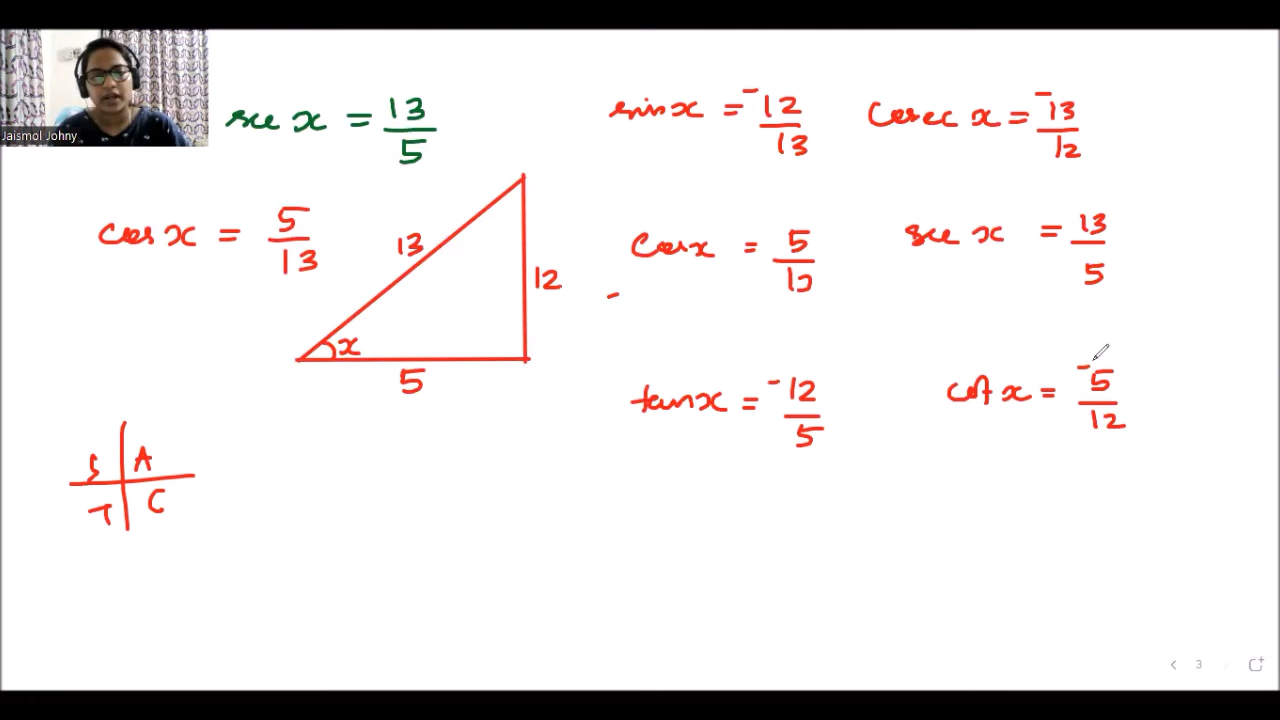 Jaismol Johny
sec x = 13/5
sin x = -12/13
cosec x = -13/12
cos x = 5/13
13
12
x
5
cos x = 5/13
sec x = 13/5
tan x = -12/5
cot x = -5/12
S A
T C
3